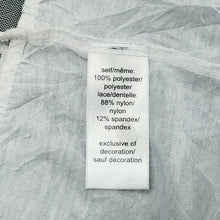 self/même:
100% polyester/
polyester
lace/dentelle:
88% nylon/
nylon
12% spandex/
spandex
exclusive of
decoration/
sauf décoration